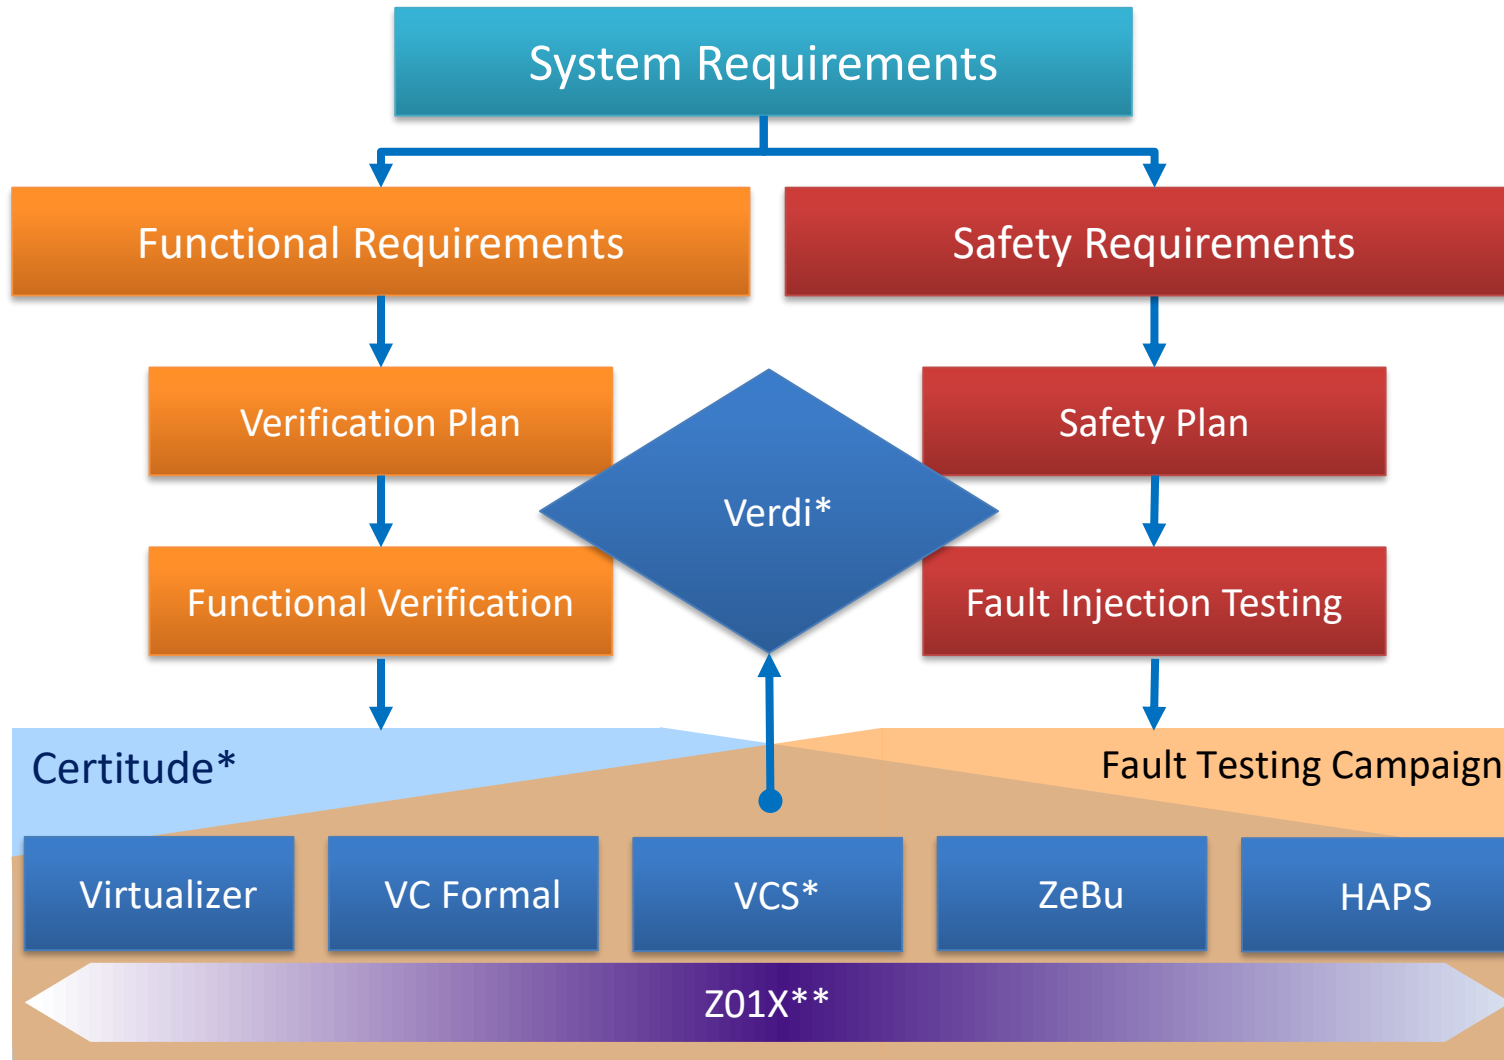 System Requirements
Functional Requirements
Safety Requirements
Verification Plan
Safety Plan
Verdi*
Functional Verification
Fault Injection Testing
Certitude*
Fault Testing Campaign
Virtualizer
VC Formal
VCS*
ZeBu
HAPS
Z01X**